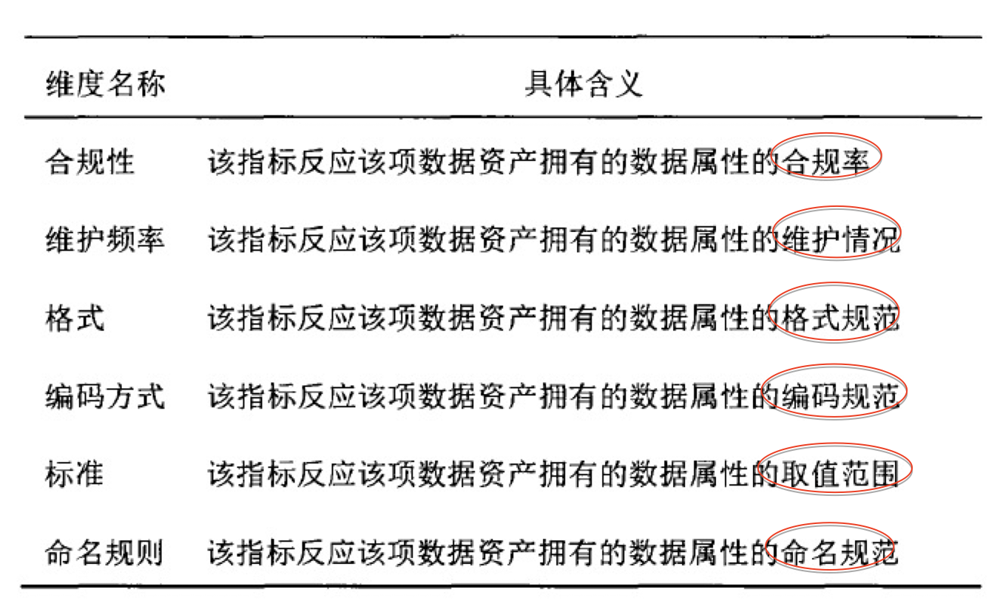 维度名称 具体含义
合规性 该指标反应该项数据资产拥有的数据属性的合规率
维护频率 该指标反应该项数据资产拥有的数据属性的维护情况
格式 该指标反应该项数据资产拥有的数据属性的格式规范
编码方式 该指标反应该项数据资产拥有的数据属性的编码规范
标准 该指标反应该项数据资产拥有的数据属性的取值范围
命名规则 该指标反应该项数据资产拥有的数据属性的命名规范